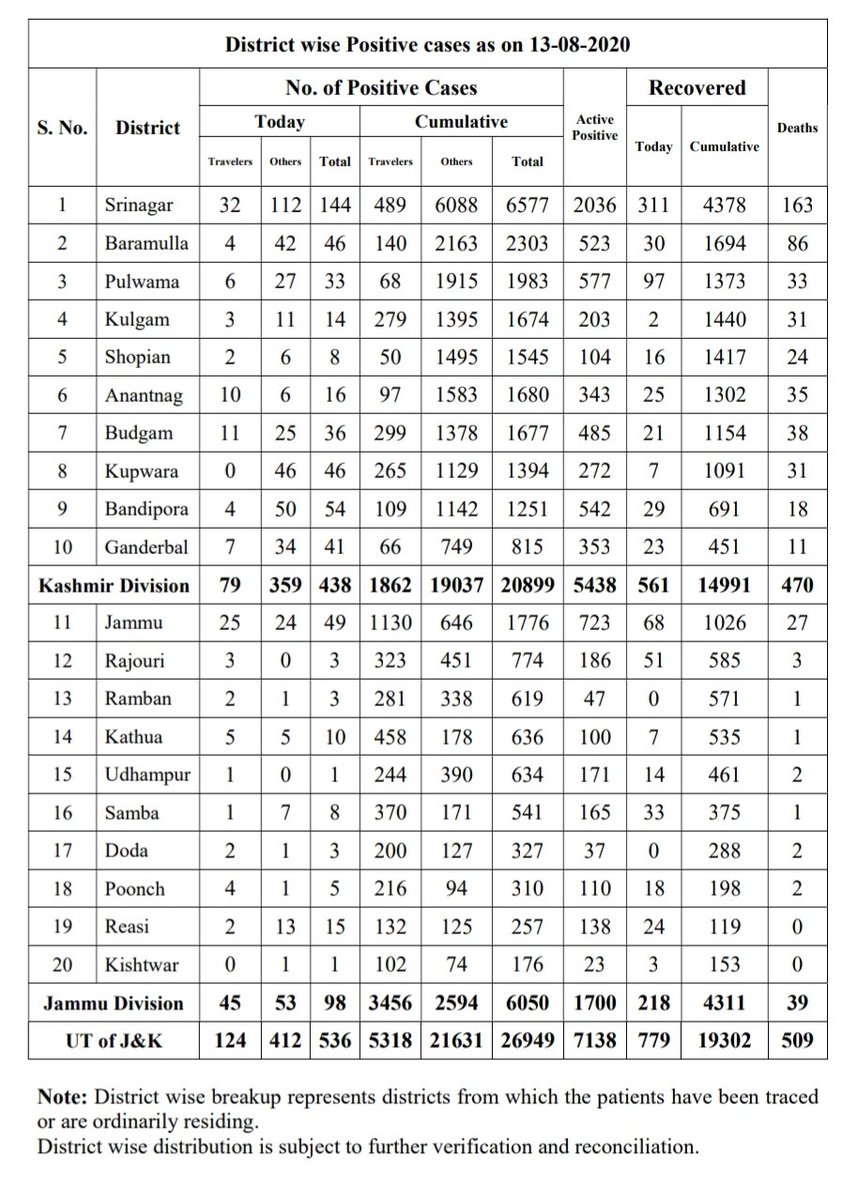 District wise Positive cases as on 13-08-2020
S. No. District No. of Positive Cases Active Positive Recovered Deaths
Today Cumulative Today Cumulative
Travelers Others Total Travelers Others Total
1 Srinagar 32 112 144 489 6088 6577 2036 311 4378 163
2 Baramulla 4 42 46 140 2163 2303 523 30 1694 86
3 Pulwama 6 27 33 68 1915 1983 577 97 1373 33
4 Kulgam 3 11 14 279 1395 1674 203 2 1440 31
5 Shopian 2 6 8 50 1495 1545 104 16 1417 24
6 Anantnag 10 6 16 97 1583 1680 343 25 1302 35
7 Budgam 11 25 36 299 1378 1677 485 21 1154 38
8 Kupwara 0 46 46 265 1129 1394 272 7 1091 31
9 Bandipora 4 50 54 109 1142 1251 542 29 691 18
10 Ganderbal 7 34 41 66 749 815 353 23 451 11
Kashmir Division 79 359 438 1862 19037 20899 5438 561 14991 470
11 Jammu 25 24 49 1130 646 1776 723 68 1026 27
12 Rajouri 3 0 3 323 451 774 186 51 585 3
13 Ramban 2 1 3 281 338 619 47 0 571 1
14 Kathua 5 5 10 458 178 636 100 7 535 1
15 Udhampur 1 0 1 244 390 634 171 14 461 2
16 Samba 1 7 8 370 171 541 165 33 375 1
17 Doda 2 1 3 200 127 327 37 0 288 2
18 Poonch 4 1 5 216 94 310 110 18 198 2
19 Reasi 2 13 15 132 125 257 138 24 119 0
20 Kishtwar 0 1 1 102 74 176 23 3 153 0
Jammu Division 45 53 98 3456 2594 6050 1700 218 4311 39
UT of J&K 124 412 536 5318 21631 26949 7138 779 19302 509
Note: District wise breakup represents districts from which the patients have been traced
or are ordinarily residing.
District wise distribution is subject to further verification and reconciliation.